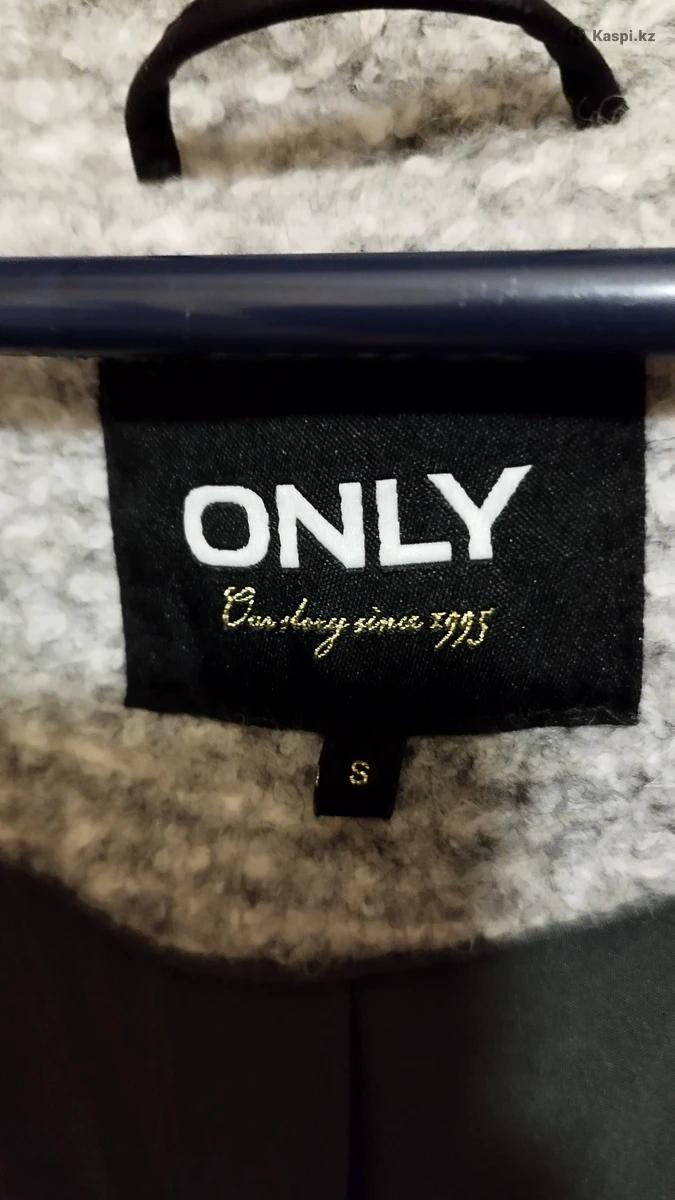 Kaspi.kz
ONLY
Our story since 1995
S